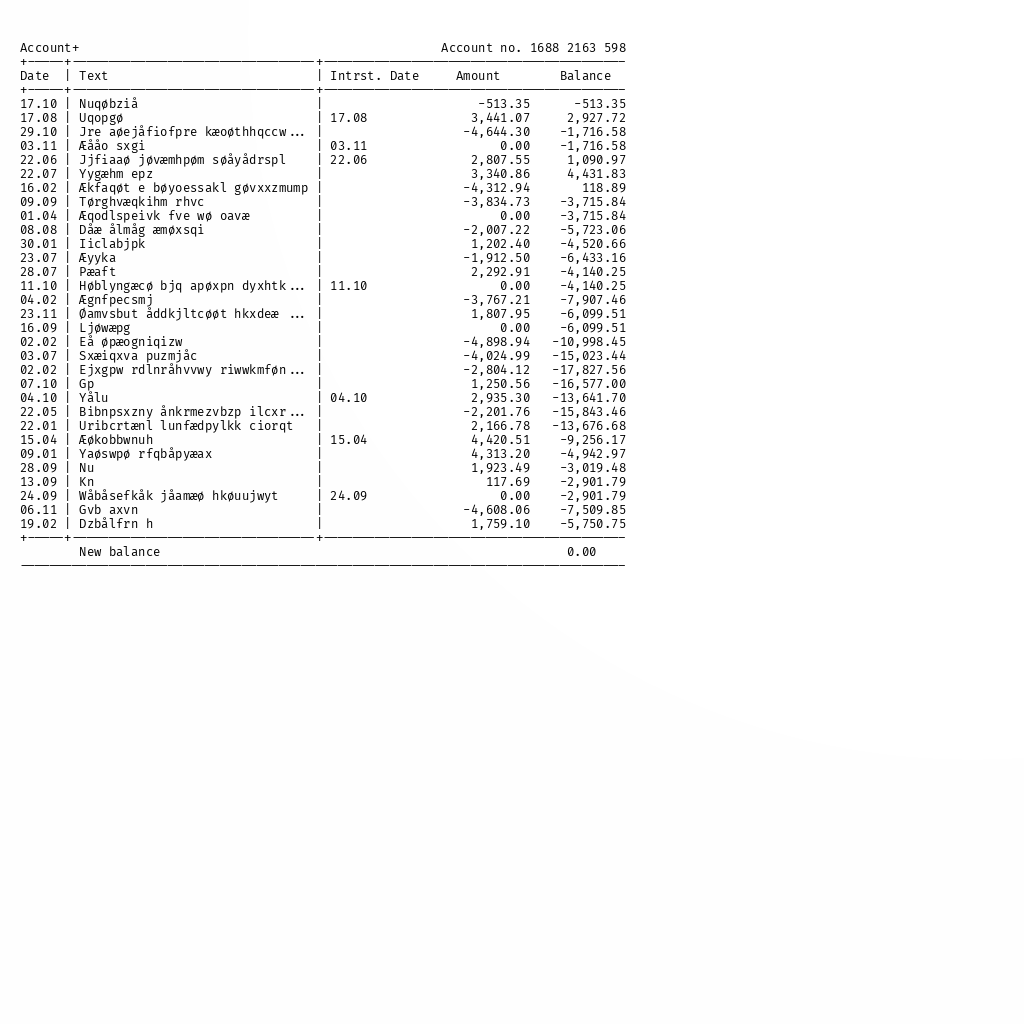 Account+ Account no. 1688 2163 598
Date | Text | Intrst. Date Amount Balance
17.10 | Nuqøbziå | -513.35 -513.35
17.08 | Uqopgø | 17.08 3,441.07 2,927.72
29.10 | Jre aøejåfiofpre kæoøthhqccw... | -4,644.30 -1,716.58
03.11 | Æååo sxgi | 03.11 0.00 -1,716.58
22.06 | Jjfiaaø jøvæmhpøm søåyådrspl | 22.06 2,807.55 1,090.97
22.07 | Yygæhm epz | 3,340.86 4,431.83
16.02 | Ækfaqøt e bøyoessakl gøvxxzmump | -4,312.94 118.89
09.09 | Tørghvæqkihm rhvc | -3,834.73 -3,715.84
01.04 | Æqodlspeivk fve wø oavæ | 0.00 -3,715.84
08.08 | Dåæ ålmåg æmøxsqi | -2,007.22 -5,723.06
30.01 | Iiclabjpk | 1,202.40 -4,520.66
23.07 | Æyyka | -1,912.50 -6,433.16
28.07 | Pæaft | 2,292.91 -4,140.25
11.10 | Høblyngæcø bjq apøxpn dyxhtk... | 11.10 0.00 -4,140.25
04.02 | Ægnfpecsmj | -3,767.21 -7,907.46
23.11 | Øamvsbut åddkjltcøøt hkxdeæ ... | 1,807.95 -6,099.51
16.09 | Ljøwæpg | 0.00 -6,099.51
02.02 | Eå øpæogniqizw | -4,898.94 -10,998.45
03.07 | Sxæiqxva puzmjåc | -4,024.99 -15,023.44
02.02 | Ejxgpw rdlnråhvvwy riwwkmføn... | -2,804.12 -17,827.56
07.10 | Gp | 1,250.56 -16,577.00
04.10 | Yålu | 04.10 2,935.30 -13,641.70
22.05 | Bibnpsxzny ånkrmezvbzp ilcxr... | -2,201.76 -15,843.46
22.01 | Uribcrtænl lunfædpylkk ciorqt | 2,166.78 -13,676.68
15.04 | Æøkobbwnuh | 15.04 4,420.51 -9,256.17
09.01 | Yaøswpø rfqbåpyæax | 4,313.20 -4,942.97
28.09 | Nu | 1,923.49 -3,019.48
13.09 | Kn | 117.69 -2,901.79
24.09 | Wåbåsefkåk jåamæø hkøuujwyt | 24.09 0.00 -2,901.79
06.11 | Gvb axvn | -4,608.06 -7,509.85
19.02 | Dzbålfrn h | 1,759.10 -5,750.75
New balance 0.00